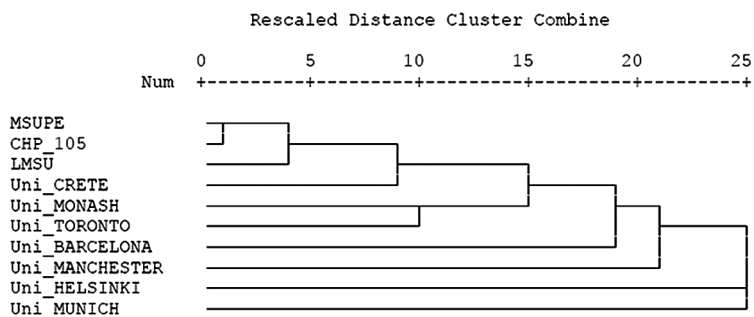 Rescaled Distance Cluster Combine
0 5 10 15 20 25
Num +---------+---------+---------+---------+---------+
MSUPE
CHP_105
LMSU
Uni_CRETE
Uni_MONASH
Uni_TORONTO
Uni_BARCELONA
Uni_MANCHESTER
Uni_HELSINKI
Uni_MUNICH